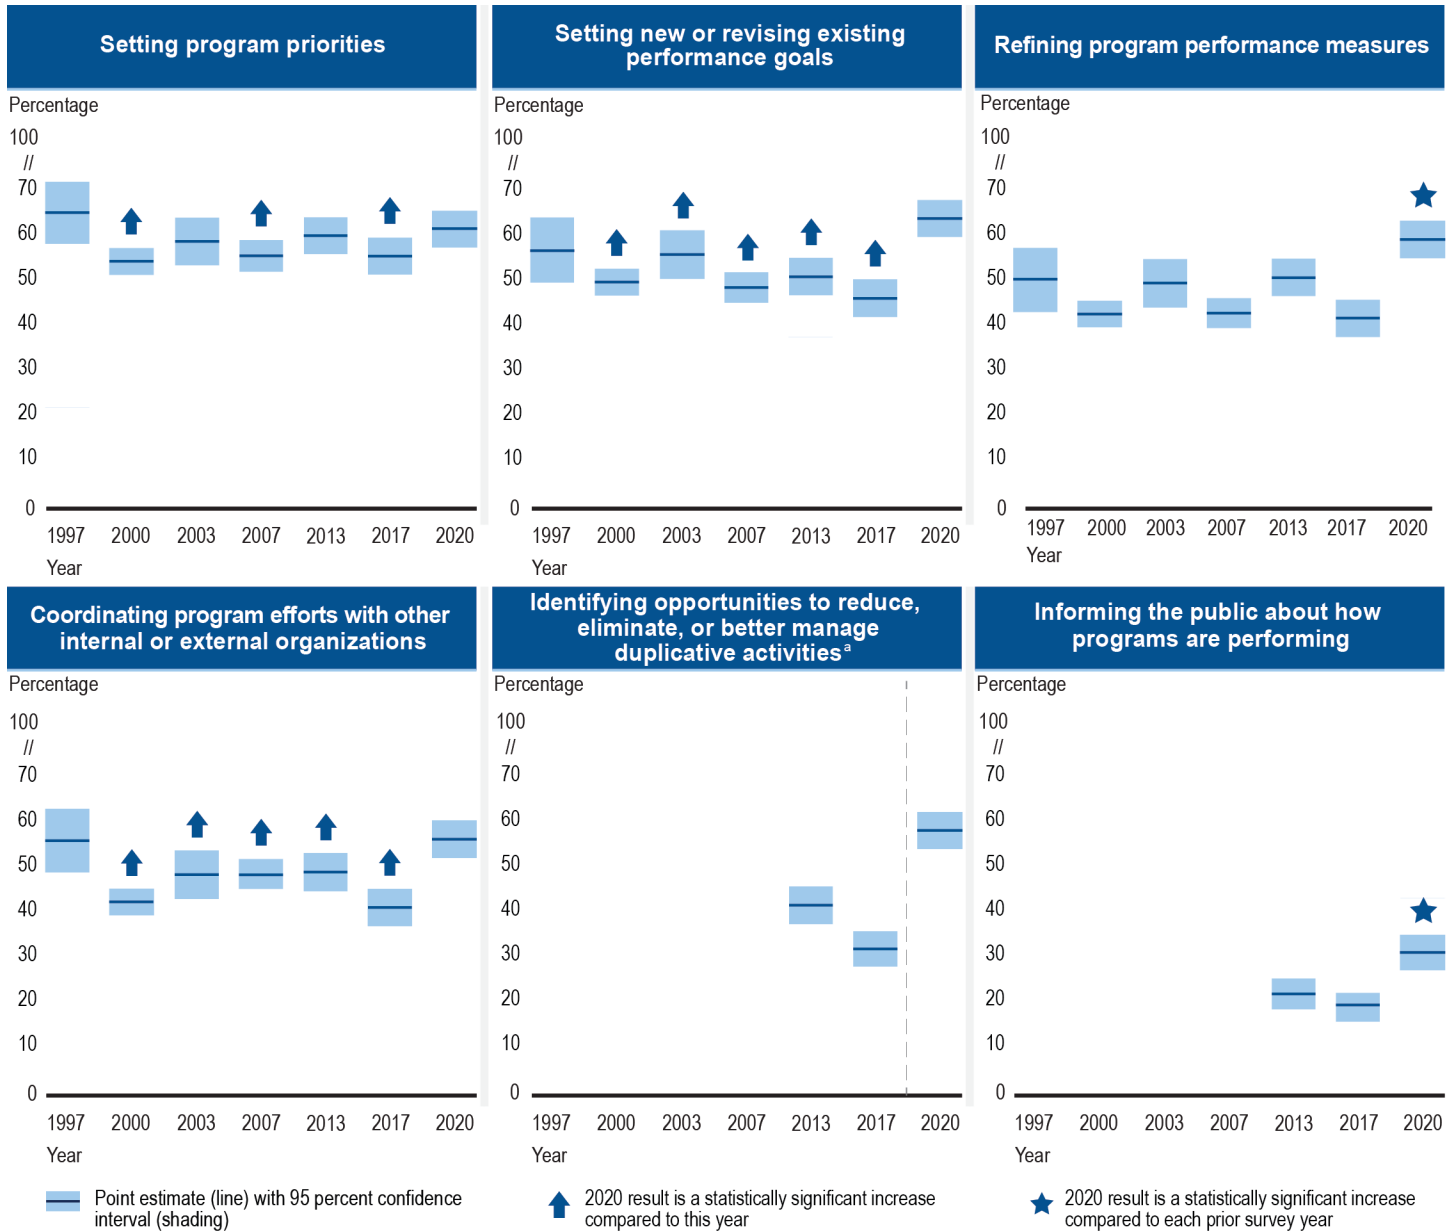 Setting program priorities
Percentage
100
//
70
60
50
40
30
20
10
0
1997 2000 2003 2007 2013 2017 2020
Year
Setting new or revising existing
performance goals
Percentage
100
//
70
60
50
40
30
20
10
0
1997 2000 2003 2007 2013 2017 2020
Year
Refining program performance measures
Percentage
100
//
70
60
50
40
30
20
10
0
1997 2000 2003 2007 2013 2017 2020
Year
Coordinating program efforts with other
internal or external organizations
Percentage
100
//
70
60
50
40
30
20
10
0
1997 2000 2003 2007 2013 2017 2020
Year
Identifying opportunities to reduce,
eliminate, or better manage
duplicative activitiesᵃ
Percentage
100
//
70
60
50
40
30
20
10
0
1997 2000 2003 2007 2013 2017 2020
Year
Informing the public about how
programs are performing
Percentage
100
//
70
60
50
40
30
20
10
0
1997 2000 2003 2007 2013 2017 2020
Year
Point estimate (line) with 95 percent confidence
interval (shading)
2020 result is a statistically significant increase
compared to this year
2020 result is a statistically significant increase
compared to each prior survey year